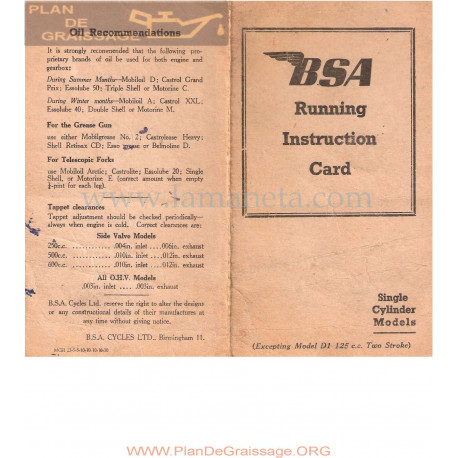 PLAN
DE
GRAISSAGE
Oil Recommendations
It is strongly recommended that the following pro-
prietary brands of oil be used for both engine and
gearbox:
During Summer Months—Mobiloil D; Castrol Grand
Prix; Essolube 50; Triple Shell or Motorine C.
During Winter months—Mobiloil A; Castrol XXL;
Essolube 40; Double Shell or Motorine M.
For the Grease Gun
use either Mobilgrease No. 2; Castrolease Heavy;
Shell Retinax CD; Esso grease or Belmoline D.
For Telescopic Forks
use Mobiloil Arctic; Castrolite; Essolube 20; Single
Shell, or Motorine E (correct amount when empty
-pint for each leg).
Tappet clearances
Tappet adjustment should be checked periodically—
always when engine is cold. Correct clearances are:
Side Valve Models
250c.c. .004in. inlet ....006in. exhaust
500c.c. .010in. inlet ....012in. exhaust
600c.c. .010in. inlet ....012in. exhaust
All O.H.V. Models
.003in. inlet ....003in. exhaust
B.S.A. Cycles Ltd. reserve the right to alter the designs
or any constructional details of their manufactures at
any time without giving notice.
B.S.A. CYCLES LTD., Birmingham 11.
BSA
Running
Instruction
Card
www.lamaneta.com
Single
Cylinder
Models
(Excepting Model D1 125 c.c. Two Stroke)
www.PlanDeGraissage.ORG